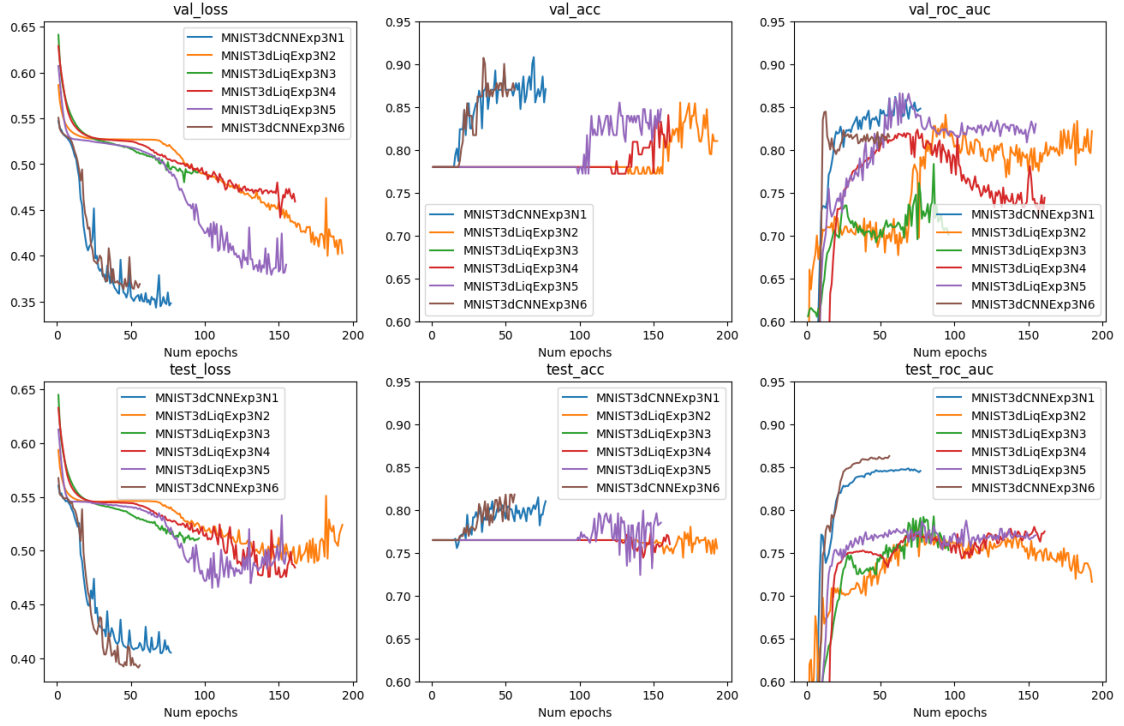 val_loss
0.65
0.60
0.55
0.50
0.45
0.40
0.35
MNIST3dCNNExp3N1
MNIST3dLiqExp3N2
MNIST3dLiqExp3N3
MNIST3dLiqExp3N4
MNIST3dLiqExp3N5
MNIST3dCNNExp3N6
0 50 100 150 200
Num epochs
val_acc
0.95
0.90
0.85
0.80
0.75
0.70
0.65
0.60
MNIST3dCNNExp3N1
MNIST3dLiqExp3N2
MNIST3dLiqExp3N3
MNIST3dLiqExp3N4
MNIST3dLiqExp3N5
MNIST3dCNNExp3N6
0 50 100 150 200
Num epochs
val_roc_auc
0.95
0.90
0.85
0.80
0.75
0.70
0.65
0.60
MNIST3dCNNExp3N1
MNIST3dLiqExp3N2
MNIST3dLiqExp3N3
MNIST3dLiqExp3N4
MNIST3dLiqExp3N5
MNIST3dCNNExp3N6
0 50 100 150 200
Num epochs
test_loss
0.65
0.60
0.55
0.50
0.45
0.40
MNIST3dCNNExp3N1
MNIST3dLiqExp3N2
MNIST3dLiqExp3N3
MNIST3dLiqExp3N4
MNIST3dLiqExp3N5
MNIST3dCNNExp3N6
0 50 100 150 200
Num epochs
test_acc
0.95
0.90
0.85
0.80
0.75
0.70
0.65
0.60
MNIST3dCNNExp3N1
MNIST3dLiqExp3N2
MNIST3dLiqExp3N3
MNIST3dLiqExp3N4
MNIST3dLiqExp3N5
MNIST3dCNNExp3N6
0 50 100 150 200
Num epochs
test_roc_auc
0.95
0.90
0.85
0.80
0.75
0.70
0.65
0.60
MNIST3dCNNExp3N1
MNIST3dLiqExp3N2
MNIST3dLiqExp3N3
MNIST3dLiqExp3N4
MNIST3dLiqExp3N5
MNIST3dCNNExp3N6
0 50 100 150 200
Num epochs